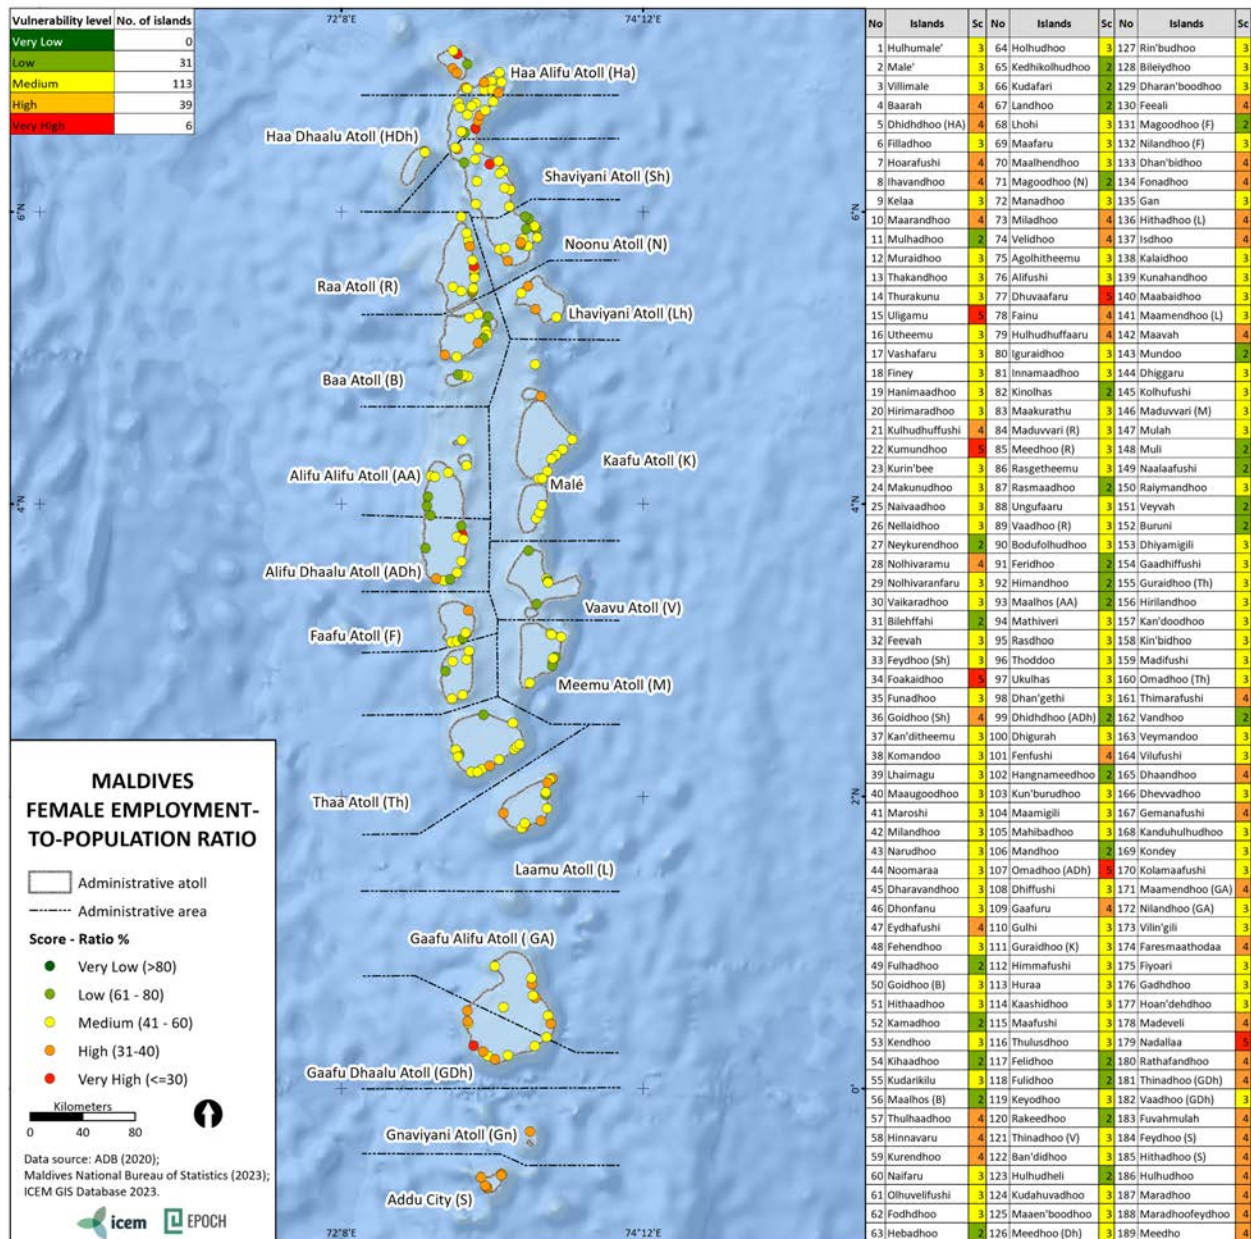 Vulnerability level No. of islands
Very Low 0
Low 31
Medium 113
High 39
Very High 6
72°8'E
74°12'E
Haa Alifu Atoll (Ha)
Haa Dhaalu Atoll (HDh)
Shaviyani Atoll (Sh)
6°N
6°N
Noonu Atoll (N)
Raa Atoll (R)
Lhaviyani Atoll (Lh)
Baa Atoll (B)
Kaafu Atoll (K)
Alifu Alifu Atoll (AA)
Malé
4°N
4°N
Alifu Dhaalu Atoll (ADh)
Vaavu Atoll (V)
Faafu Atoll (F)
Meemu Atoll (M)
Thaa Atoll (Th)
2°N
Laamu Atoll (L)
Gaafu Alifu Atoll ( GA)
Gaafu Dhaalu Atoll (GDh)
0°
Gnaviyani Atoll (Gn)
Addu City (S)
72°8'E
74°12'E
MALDIVES
FEMALE EMPLOYMENT-
TO-POPULATION RATIO
Administrative atoll
Administrative area
Score - Ratio %
Very Low (>80)
Low (61 - 80)
Medium (41 - 60)
High (31-40)
Very High (<=30)
Kilometers
0 40 80
Data source: ADB (2020);
Maldives National Bureau of Statistics (2023);
ICEM GIS Database 2023.
icem EPOCH
No Islands Sc No Islands Sc No Islands Sc
1 Hulhumale' 3 64 Holhudhoo 3 127 Rin'budhoo 3
2 Male' 3 65 Kedhikolhudhoo 2 128 Bileiydhoo 3
3 Villimale 3 66 Kudafari 2 129 Dharan'boodhoo 3
4 Baarah 4 67 Landhoo 2 130 Feeali 4
5 Dhidhdhoo (HA) 4 68 Lhohi 3 131 Magoodhoo (F) 2
6 Filladhoo 3 69 Maafaru 3 132 Nilandhoo (F) 3
7 Hoarafushi 4 70 Maalhendhoo 3 133 Dhan'bidhoo 4
8 Ihavandhoo 4 71 Magoodhoo (N) 2 134 Fonadhoo 4
9 Kelaa 3 72 Manadhoo 3 135 Gan 3
10 Maarandhoo 4 73 Miladhoo 4 136 Hithadhoo (L) 4
11 Mulhadhoo 2 74 Velidhoo 4 137 Isdhoo 4
12 Muraidhoo 3 75 Agolhitheemu 3 138 Kalaidhoo 3
13 Thakandhoo 3 76 Alifushi 3 139 Kunahandhoo 3
14 Thurakunu 3 77 Dhuvaafaru 5 140 Maabaidhoo 3
15 Uligamu 5 78 Fainu 4 141 Maamendhoo (L) 3
16 Utheemu 3 79 Hulhudhuffaaru 4 142 Maavah 4
17 Vashafaru 3 80 Iguraidhoo 3 143 Mundoo 2
18 Finey 3 81 Innamaadhoo 3 144 Dhiggaru 3
19 Hanimaadhoo 3 82 Kinolhas 2 145 Kolhufushi 3
20 Hirimaradhoo 3 83 Maakurathu 3 146 Maduvvari (M) 3
21 Kulhudhuffushi 4 84 Maduvvari (R) 3 147 Mulah 3
22 Kumundhoo 5 85 Meedhoo (R) 3 148 Muli 2
23 Kurin'bee 3 86 Rasgetheemu 3 149 Naalaafushi 2
24 Makunudhoo 3 87 Rasmaadhoo 2 150 Raiymandhoo 3
25 Naivaadhoo 3 88 Ungufaaru 3 151 Veyvah 2
26 Nellaidhoo 3 89 Vaadhoo (R) 3 152 Buruni 2
27 Neykurendhoo 2 90 Bodufolhudhoo 3 153 Dhiyamigili 3
28 Nolhivaramu 4 91 Feridhoo 2 154 Gaadhiffushi 3
29 Nolhivaranfaru 3 92 Himandhoo 2 155 Guraidhoo (Th) 3
30 Vaikaradhoo 3 93 Maalhos (AA) 2 156 Hirilandhoo 3
31 Bilehffahi 2 94 Mathiveri 3 157 Kan'doodhoo 3
32 Feevah 3 95 Rasdhoo 3 158 Kin'bidhoo 3
33 Feydhoo (Sh) 3 96 Thoddoo 3 159 Madifushi 3
34 Foakaidhoo 5 97 Ukulhas 3 160 Omadhoo (Th) 3
35 Funadhoo 3 98 Dhan'gethi 3 161 Thimarafushi 4
36 Goidhoo (Sh) 4 99 Dhidhdhoo (ADh) 2 162 Vandhoo 2
37 Kan'ditheemu 3 100 Dhigurah 3 163 Veymandoo 3
38 Komandoo 3 101 Fenfushi 4 164 Vilufushi 3
39 Lhaimagu 3 102 Hangnameedhoo 2 165 Dhaandhoo 4
40 Maaugoodhoo 3 103 Kun'burudhoo 3 166 Dhevvadhoo 3
41 Maroshi 3 104 Maamigili 3 167 Gemanafushi 4
42 Milandhoo 3 105 Mahibadhoo 3 168 Kanduhulhudhoo 3
43 Narudhoo 3 106 Mandhoo 2 169 Kondey 3
44 Noomaraa 3 107 Omadhoo (ADh) 5 170 Kolamaafushi 3
45 Dharavandhoo 3 108 Dhiffushi 3 171 Maamendhoo (GA) 4
46 Dhonfanu 3 109 Gaafuru 4 172 Nilandhoo (GA) 3
47 Eydhafushi 4 110 Gulhi 3 173 Vilin'gili 3
48 Fehendhoo 3 111 Guraidhoo (K) 3 174 Faresmaathodaa 4
49 Fulhadhoo 2 112 Himmafushi 3 175 Fiyoari 3
50 Goidhoo (B) 3 113 Huraa 3 176 Gadhdhoo 3
51 Hithaadhoo 3 114 Kaashidhoo 3 177 Hoan'dehdhoo 3
52 Kamadhoo 2 115 Maafushi 3 178 Madeveli 4
53 Kendhoo 3 116 Thulusdhoo 3 179 Nadallaa 5
54 Kihaadhoo 2 117 Felidhoo 2 180 Rathafandhoo 4
55 Kudarikilu 3 118 Fulidhoo 2 181 Thinadhoo (GDh) 4
56 Maalhos (B) 2 119 Keyodhoo 3 182 Vaadhoo (GDh) 3
57 Thulhaadhoo 4 120 Rakeedhoo 2 183 Fuvahmulah 4
58 Hinnavaru 4 121 Thinadhoo (V) 3 184 Feydhoo (S) 4
59 Kurendhoo 4 122 Ban'didhoo 3 185 Hithadhoo (S) 4
60 Naifaru 3 123 Hulhudheli 2 186 Hulhudhoo 4
61 Olhuvelifushi 3 124 Kudahuvadhoo 3 187 Maradhoo 4
62 Fodhdhoo 3 125 Maaen'boodhoo 3 188 Maradhoofeydhoo 4
63 Hebadhoo 2 126 Meedhoo (Dh) 3 189 Meedho 4